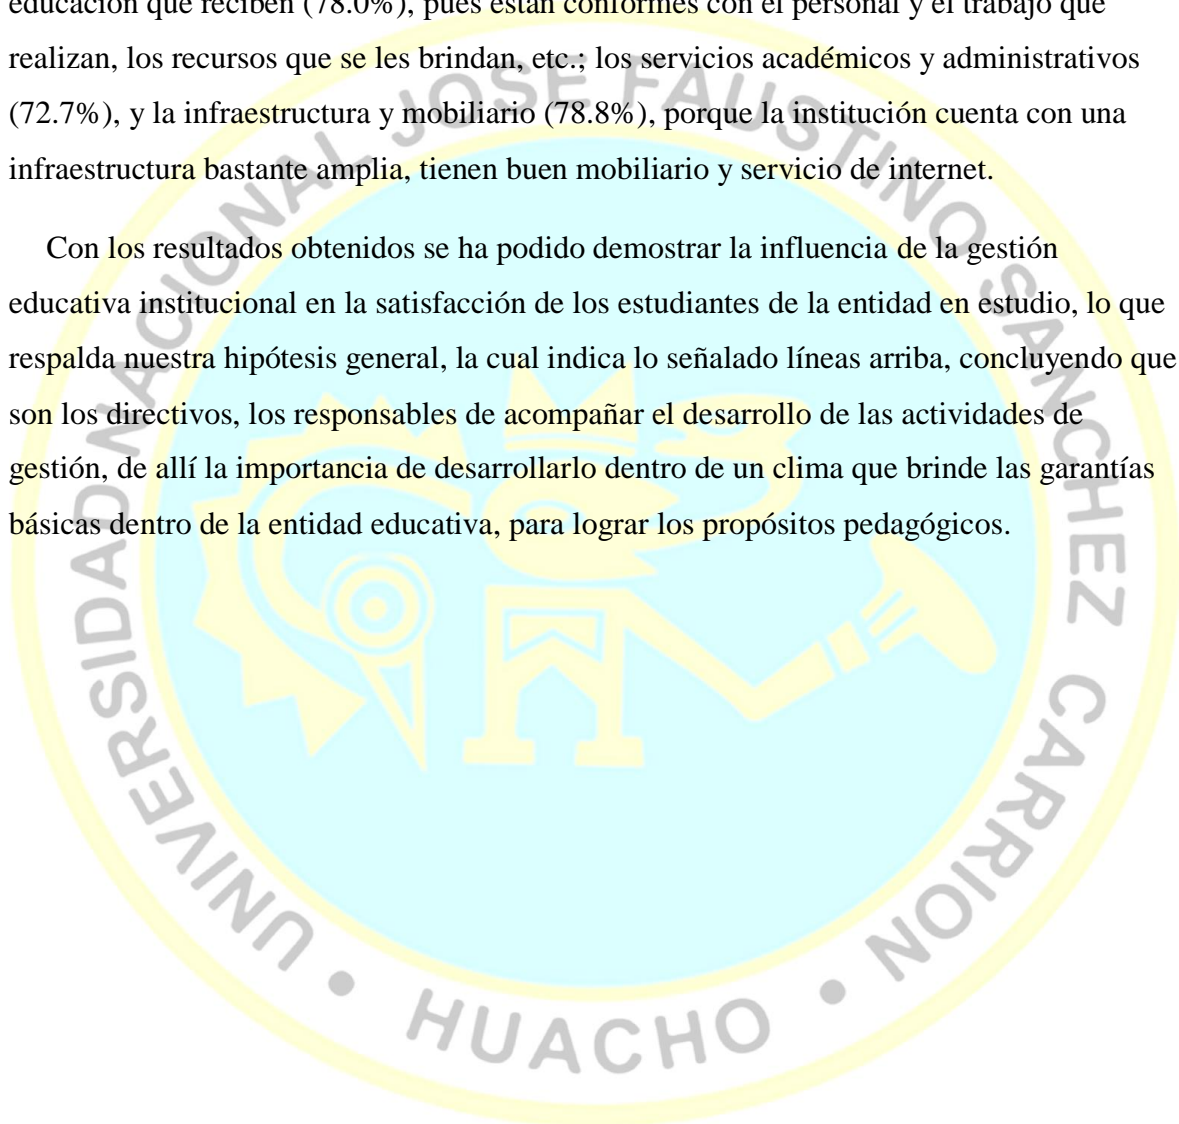 educación que reciben (78.0%), pues están conformes con el personal y el trabajo que
realizan, los recursos que se les brindan, etc.; los servicios académicos y administrativos
(72.7%), y la infraestructura y mobiliario (78.8%), porque la institución cuenta con una
infraestructura bastante amplia, tienen buen mobiliario y servicio de internet.
Con los resultados obtenidos se ha podido demostrar la influencia de la gestión
educativa institucional en la satisfacción de los estudiantes de la entidad en estudio, lo que
respalda nuestra hipótesis general, la cual indica lo señalado líneas arriba, concluyendo que
son los directivos, los responsables de acompañar el desarrollo de las actividades de
gestión, de allí la importancia de desarrollarlo dentro de un clima que brinde las garantías
básicas dentro de la entidad educativa, para lograr los propósitos pedagógicos.
UNIVERSIDAD NACIONAL JOSE FAUSTINO SANCHEZ CARRION
• HUACHO •